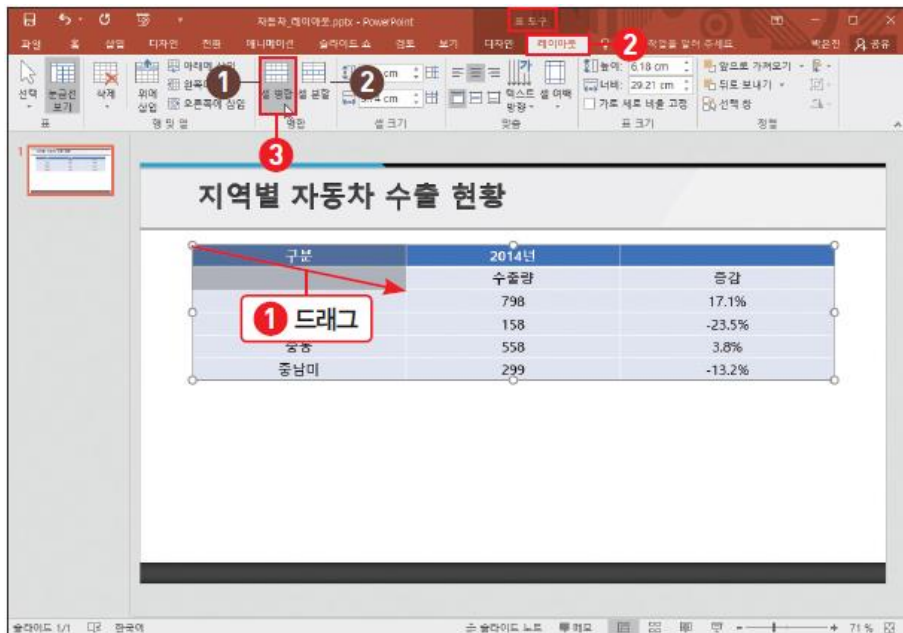 자동차_레이아웃.pptx - PowerPoint
표 도구
파일 홈 삽입 디자인 전환 애니메이션 슬라이드 쇼 검토 보기 디자인 레이아웃 2 작업을 알려 주세요. 박은진 공유
선택 눈금선 보기 삭제 위에 삽입 아래에 삽입
오른쪽에 삽입
1 셀 병합 셀 분할 2 cm
cm
텍스트 방향 셀 여백
높이: 6.18 cm
너비: 29.21 cm
가로 세로 비율 고정
앞으로 가져오기
뒤로 보내기
선택 창
표 행 및 열 병합 셀 크기 맞춤 표 크기 정렬
3
1
지역별 자동차 수출 현황
구분 2014년
수출량 증감
798 17.1%
1 드래그
158 -23.5%
중동 558 3.8%
중남미 299 -13.2%
슬라이드 1/1 한국어 슬라이드 노트 메모 71 %